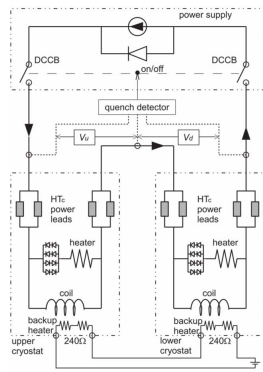 power supply
DCCB
DCCB
on/off
quench detector
Vu
Vd
HTc
power
leads
HTc
power
leads
heater
heater
coil
coil
backup
heater
240Ω
backup
heater
240Ω
upper
cryostat
lower
cryostat